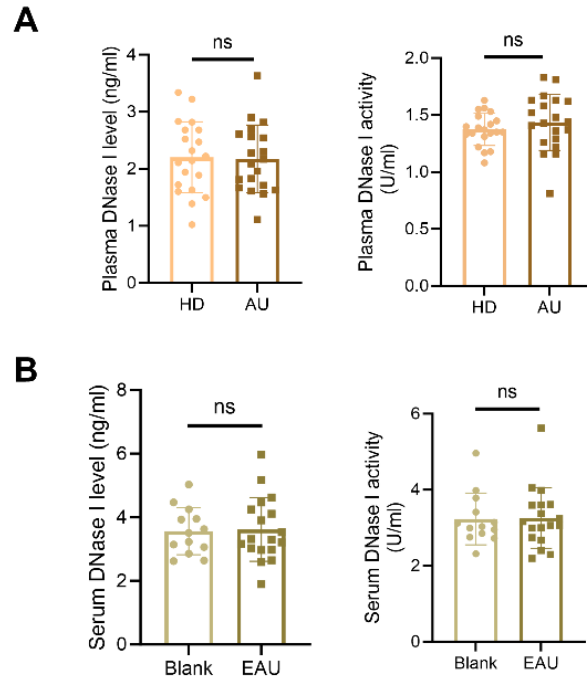 A
ns
Plasma DNase I level (ng/ml)
4
3
2
1
0
HD AU
ns
Plasma DNase I activity
(U/ml)
2.0
1.5
1.0
0.5
0.0
HD AU
B
ns
Serum DNase I level (ng/ml)
8
6
4
2
0
Blank EAU
ns
Serum DNase I activity
(U/ml)
6
4
2
0
Blank EAU